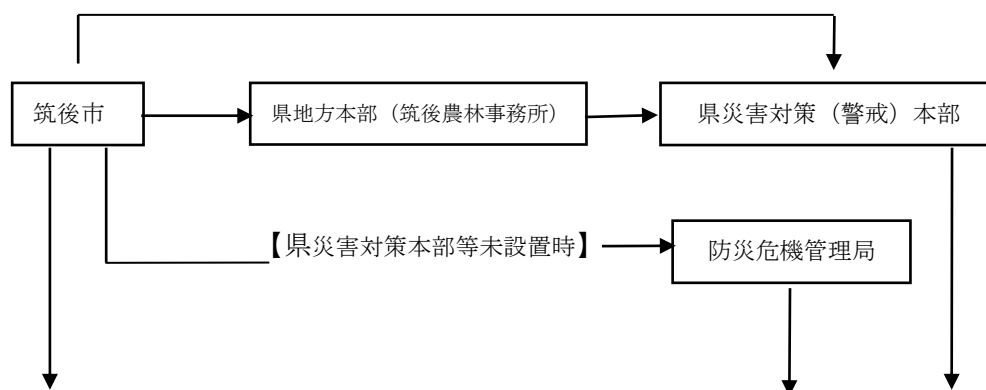 筑後市
県地方本部（筑後農林事務所）
県災害対策（警戒）本部
【県災害対策本部等未設置時】
防災危機管理局